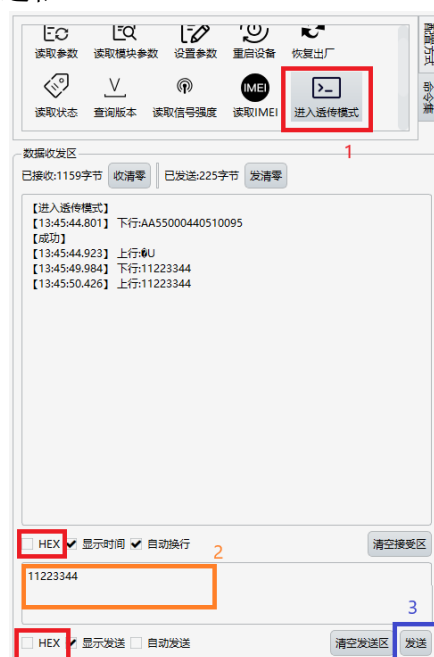 读取参数 读取模块参数 设置参数 重启设备 恢复出厂
配置方式
命令集
IMEI
读取状态 查询版本 读取信号强度 读取IMEI 进入透传模式
1
数据收发区
已接收:1159字节 收清零 已发送:225字节 发清零
【进入透传模式】
【13:45:44.801】 下行:AA55000440510095
【成功】
【13:45:44.923】 上行:�U
【13:45:49.984】 下行:11223344
【13:45:50.426】 上行:11223344
HEX 显示时间 自动换行 清空接受区
2
11223344
3
HEX 显示发送 自动发送 清空发送区 发送